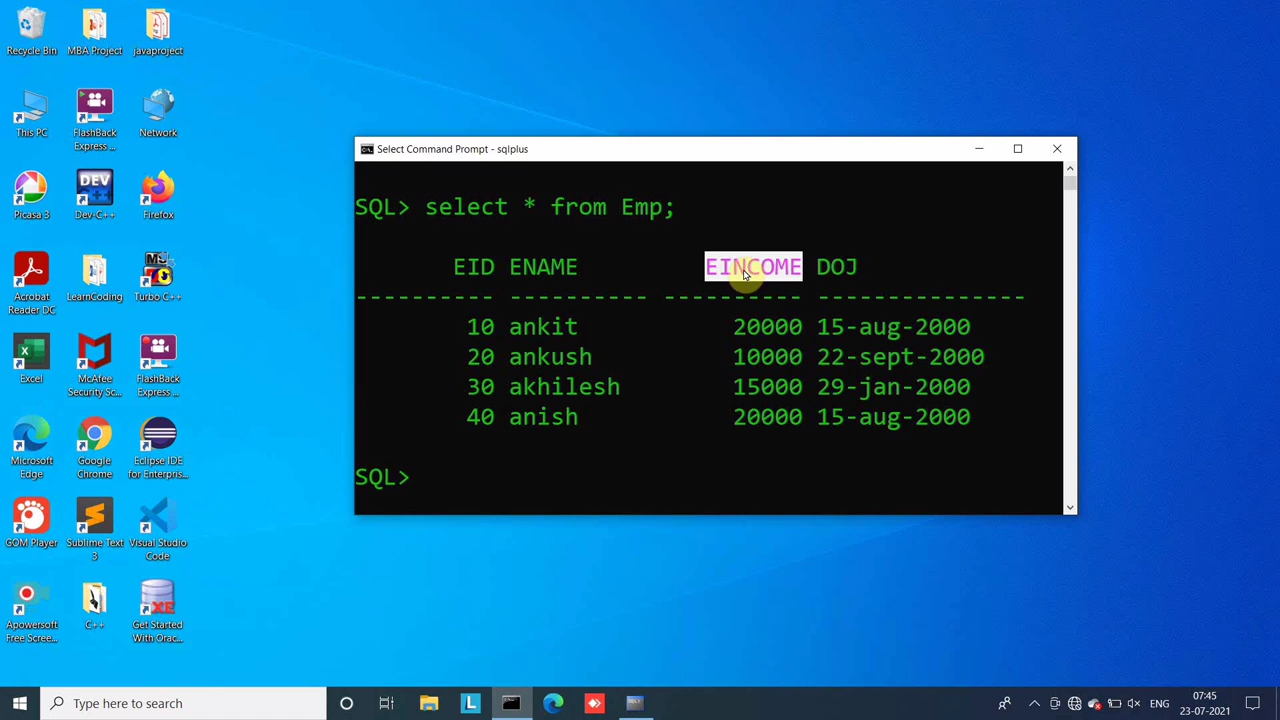 Recycle Bin
MBA Project
javaproject
This PC
FlashBack
Express ...
Network
Picasa 3
DEV
C++
Dev-C++
Firefox
Acrobat
Reader DC
LearnCoding
Turbo C++
Excel
McAfee
Security Sc...
FlashBack
Express ...
Microsoft
Edge
Google
Chrome
Eclipse IDE
for Enterpris...
GOM Player
Sublime Text
3
Visual Studio
Code
Apowersoft
Free Scree...
C++
XE
Get Started
With Orac...
Select Command Prompt - sqlplus
SQL> select * from Emp;
EID ENAME EINCOME DOJ
---------- ---------- ---------- ---------------
10 ankit 20000 15-aug-2000
20 ankush 10000 22-sept-2000
30 akhilesh 15000 29-jan-2000
40 anish 20000 15-aug-2000
SQL>
Type here to search
L
ENG
07:45
23-07-2021